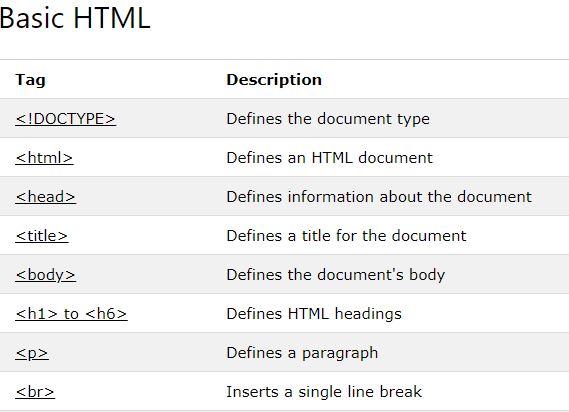 Basic HTML
Tag Description
<!DOCTYPE> Defines the document type
<html> Defines an HTML document
<head> Defines information about the document
<title> Defines a title for the document
<body> Defines the document's body
<h1> to <h6> Defines HTML headings
<p> Defines a paragraph
<br> Inserts a single line break